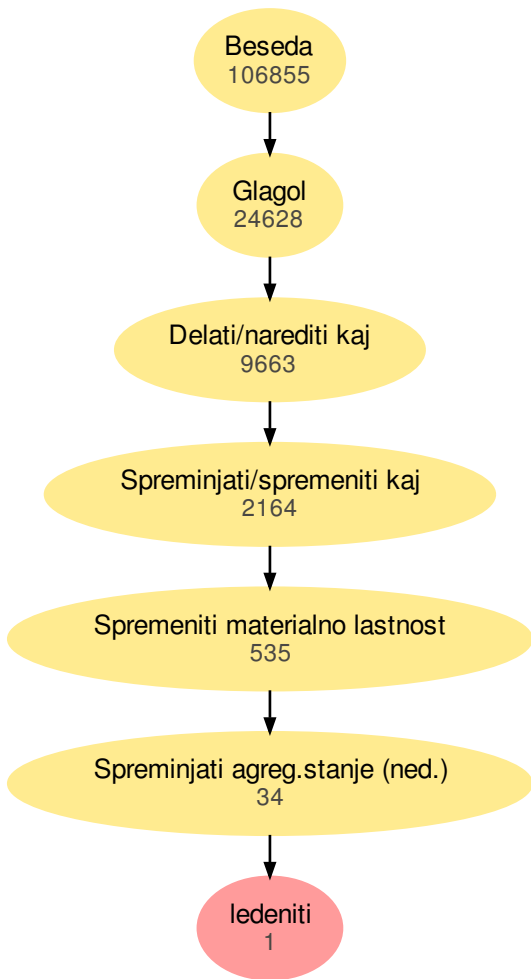 Beseda
106855
Glagol
24628
Delati/narediti kaj
9663
Spreminjati/spremeniti kaj
2164
Spremeniti materialno lastnost
535
Spreminjati agreg.stanje (ned.)
34
ledeniti
1